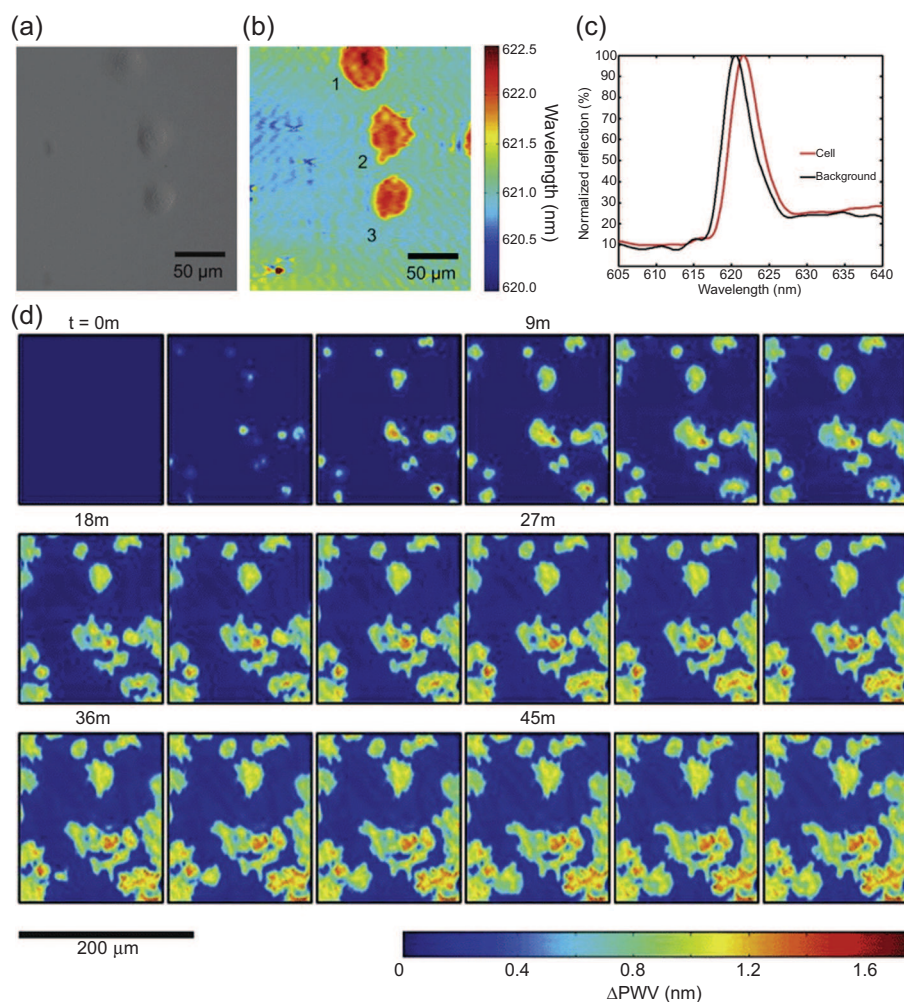 (a)
50 µm
(b)
1
2
3
50 µm
622.5
622.0
621.0
620.5
620.0
Wavelength (nm)
(c)
Normalized reflection (%)
100
90
80
70
60
50
40
30
20
10
Cell
Background
605 610 615 620 625 630 635 640
Wavelength (nm)
(d)
t = 0m
9m
18m
27m
36m
45m
200 µm
0 0.4 0.8 1.2 1.6
ΔPWV (nm)